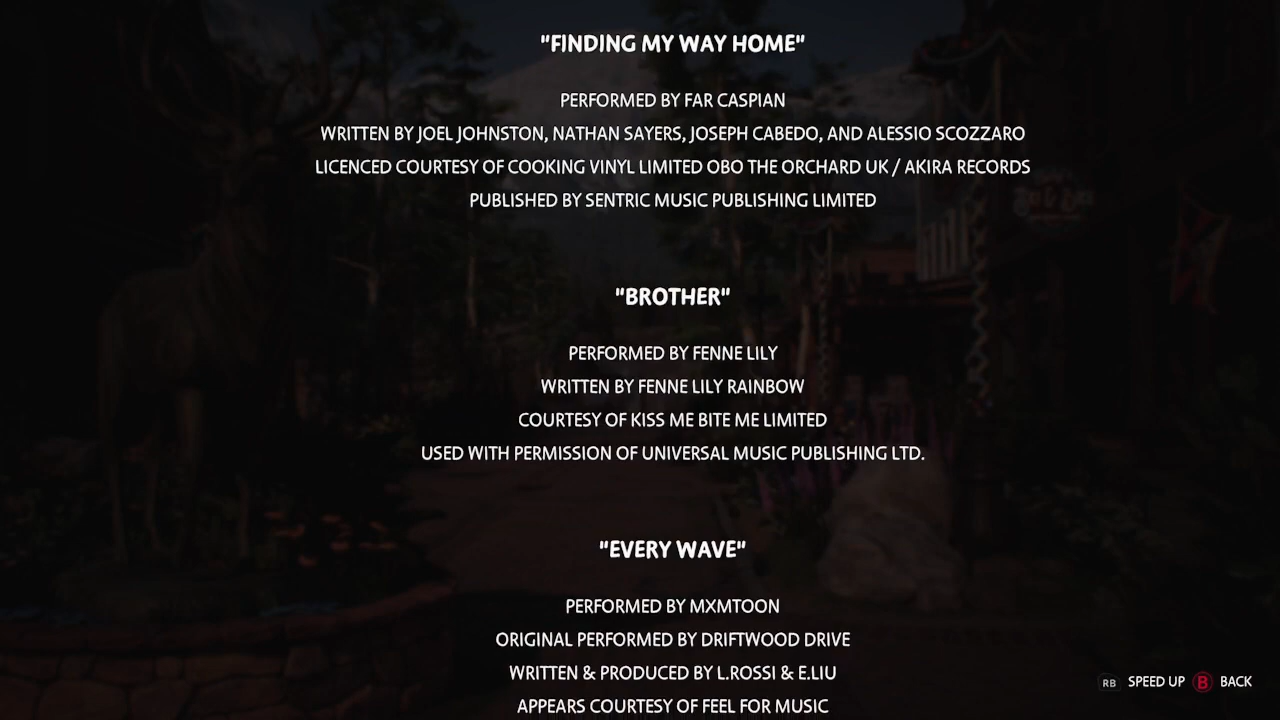 "FINDING MY WAY HOME"
PERFORMED BY FAR CASPIAN
WRITTEN BY JOEL JOHNSTON, NATHAN SAYERS, JOSEPH CABEDO, AND ALESSIO SCOZZARO
LICENCED COURTESY OF COOKING VINYL LIMITED OBO THE ORCHARD UK / AKIRA RECORDS
PUBLISHED BY SENTRIC MUSIC PUBLISHING LIMITED
"BROTHER"
PERFORMED BY FENNE LILY
WRITTEN BY FENNE LILY RAINBOW
COURTESY OF KISS ME BITE ME LIMITED
USED WITH PERMISSION OF UNIVERSAL MUSIC PUBLISHING LTD.
"EVERY WAVE"
PERFORMED BY MXMTOON
ORIGINAL PERFORMED BY DRIFTWOOD DRIVE
WRITTEN & PRODUCED BY L.ROSSI & E.LIU
APPEARS COURTESY OF FEEL FOR MUSIC
RB SPEED UP B BACK